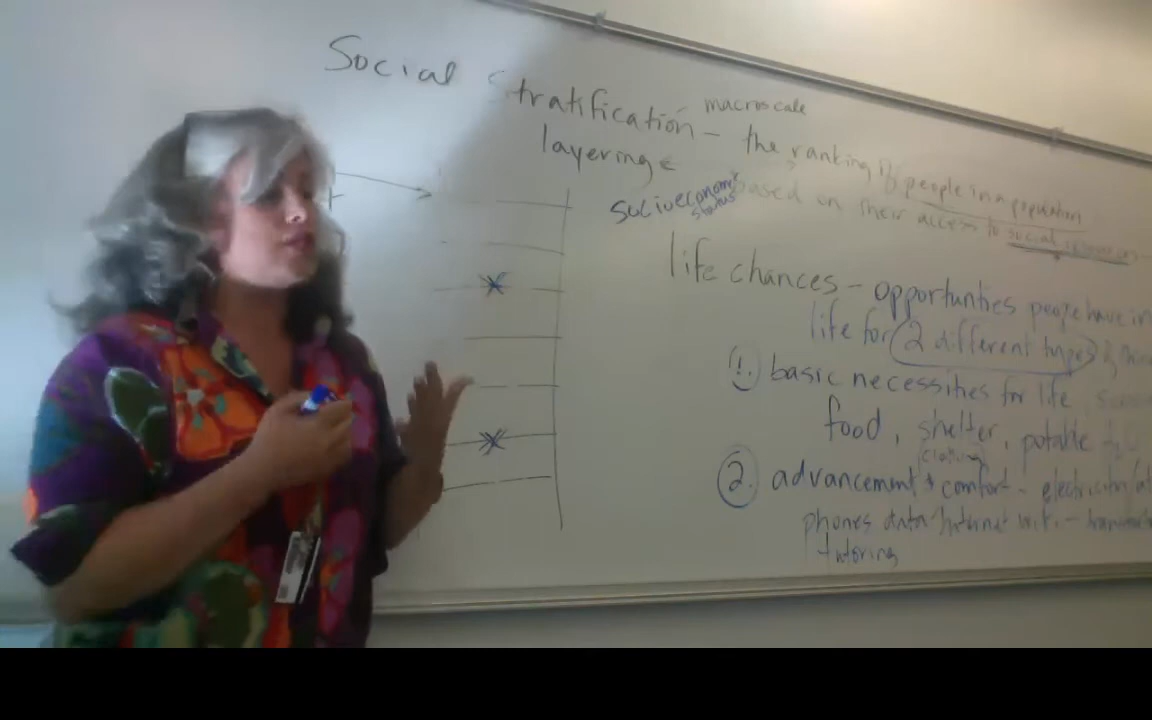 Social Stratification – the ranking of people in a population
macroscale
layering
socioeconomic status
based on their access to social
life chances – opportunties people have in
life for 2 different types
1. basic necessities for life
food, shelter, potable
clothing
2. advancement & comfort –
phones data/Internet wifi –
tutoring